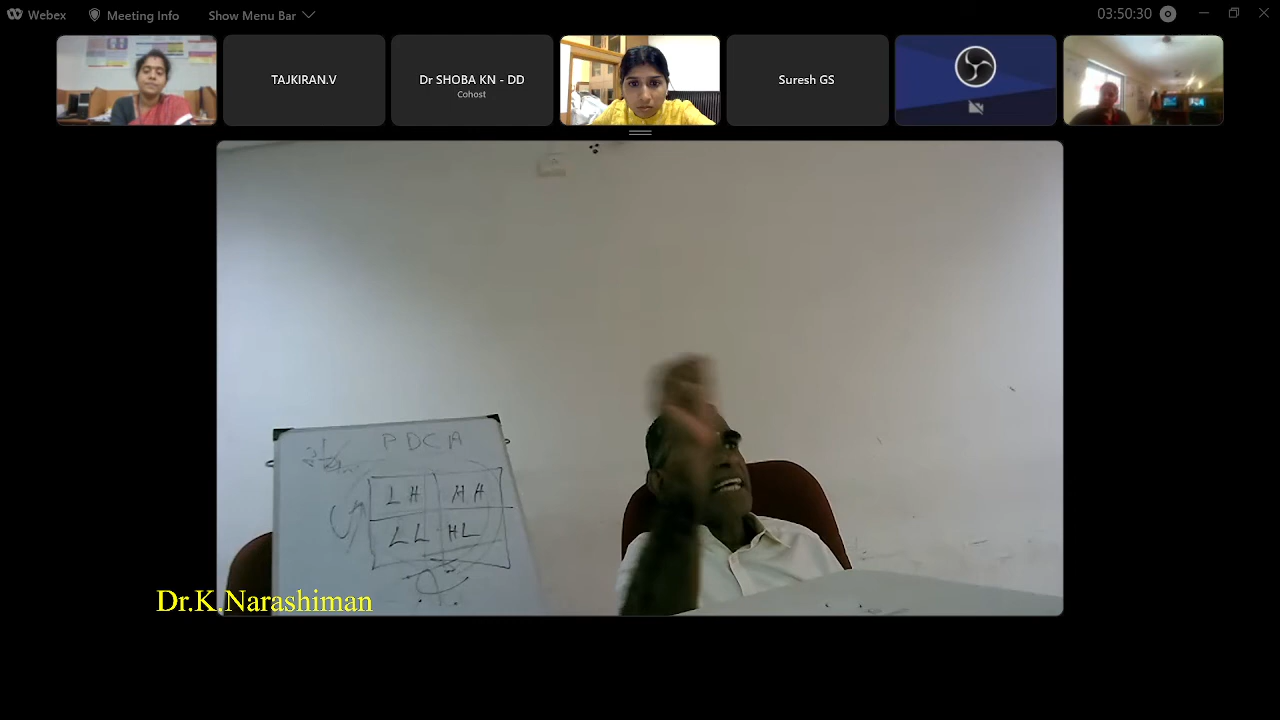 Webex
Meeting Info
Show Menu Bar
03:50:30
TAJKIRAN.V
Dr SHOBA KN - DD
Cohost
Suresh GS
PDCA
LH HH
LL HL
Dr.K.Narashiman